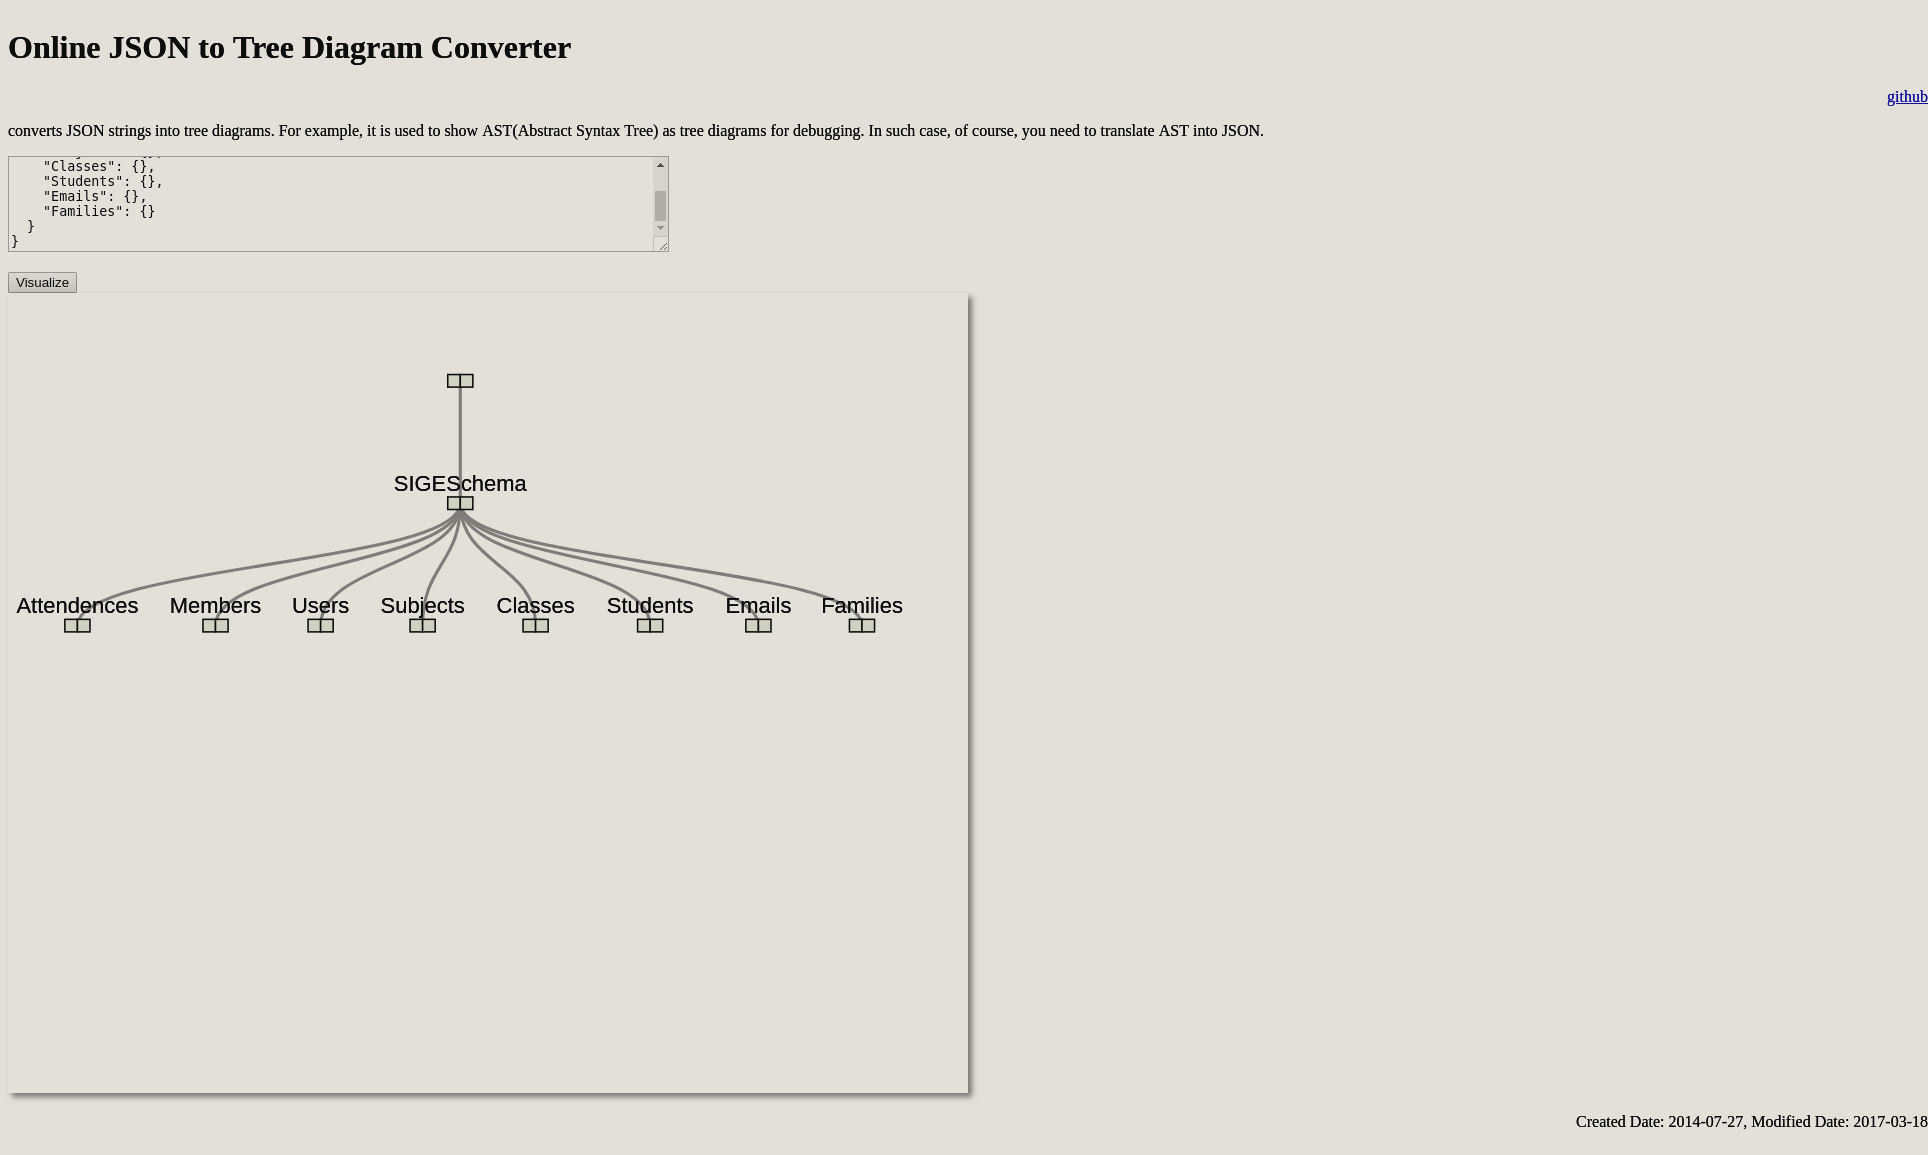 Online JSON to Tree Diagram Converter
github
converts JSON strings into tree diagrams. For example, it is used to show AST(Abstract Syntax Tree) as tree diagrams for debugging. In such case, of course, you need to translate AST into JSON.
"Classes": {},
"Students": {},
"Emails": {},
"Families": {}
}
}
Visualize
SIGESchema
Attendences Members Users Subjects Classes Students Emails Families
Created Date: 2014-07-27, Modified Date: 2017-03-18